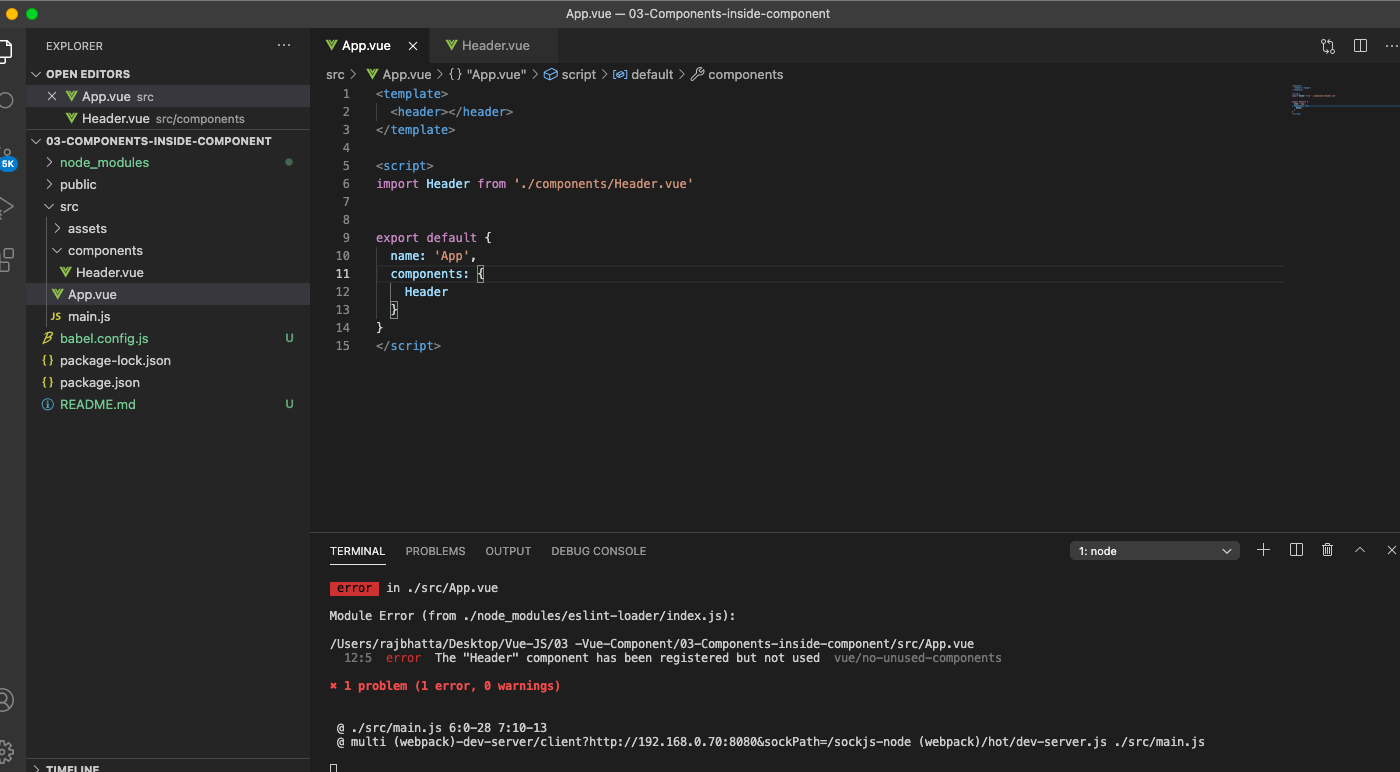 App.vue — 03-Components-inside-component
EXPLORER
OPEN EDITORS
App.vue src
Header.vue src/components
03-COMPONENTS-INSIDE-COMPONENT
node_modules
public
src
assets
components
Header.vue
App.vue
JS main.js
babel.config.js U
{} package-lock.json
{} package.json
README.md U
TIMELINE
5K
App.vue Header.vue
src > App.vue > {} "App.vue" > script > default > components
1 <template>
2 <header></header>
3 </template>
4
5 <script>
6 import Header from './components/Header.vue'
7
8
9 export default {
10 name: 'App',
11 components: {
12 Header
13 }
14 }
15 </script>
TERMINAL PROBLEMS OUTPUT DEBUG CONSOLE 1: node
error in ./src/App.vue
Module Error (from ./node_modules/eslint-loader/index.js):
/Users/rajbhatta/Desktop/Vue-JS/03 -Vue-Component/03-Components-inside-component/src/App.vue
12:5 error The "Header" component has been registered but not used vue/no-unused-components
✖ 1 problem (1 error, 0 warnings)
@ ./src/main.js 6:0-28 7:10-13
@ multi (webpack)-dev-server/client?http://192.168.0.70:8080&sockPath=/sockjs-node (webpack)/hot/dev-server.js ./src/main.js